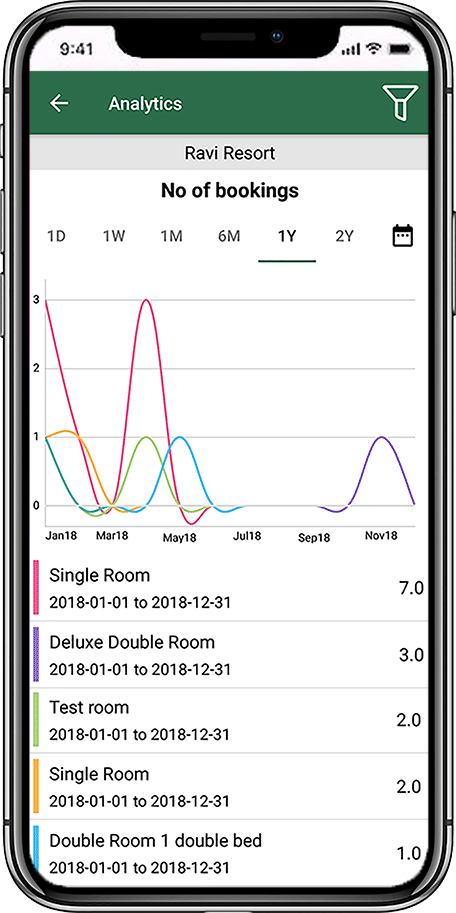 9:41
Analytics
Ravi Resort
No of bookings
1D 1W 1M 6M 1Y 2Y
3
2
1
0
Jan18 Mar18 May18 Jul18 Sep18 Nov18
Single Room
7.0
2018-01-01 to 2018-12-31
Deluxe Double Room
3.0
2018-01-01 to 2018-12-31
Test room
2.0
2018-01-01 to 2018-12-31
Single Room
2.0
2018-01-01 to 2018-12-31
Double Room 1 double bed
1.0
2018-01-01 to 2018-12-31